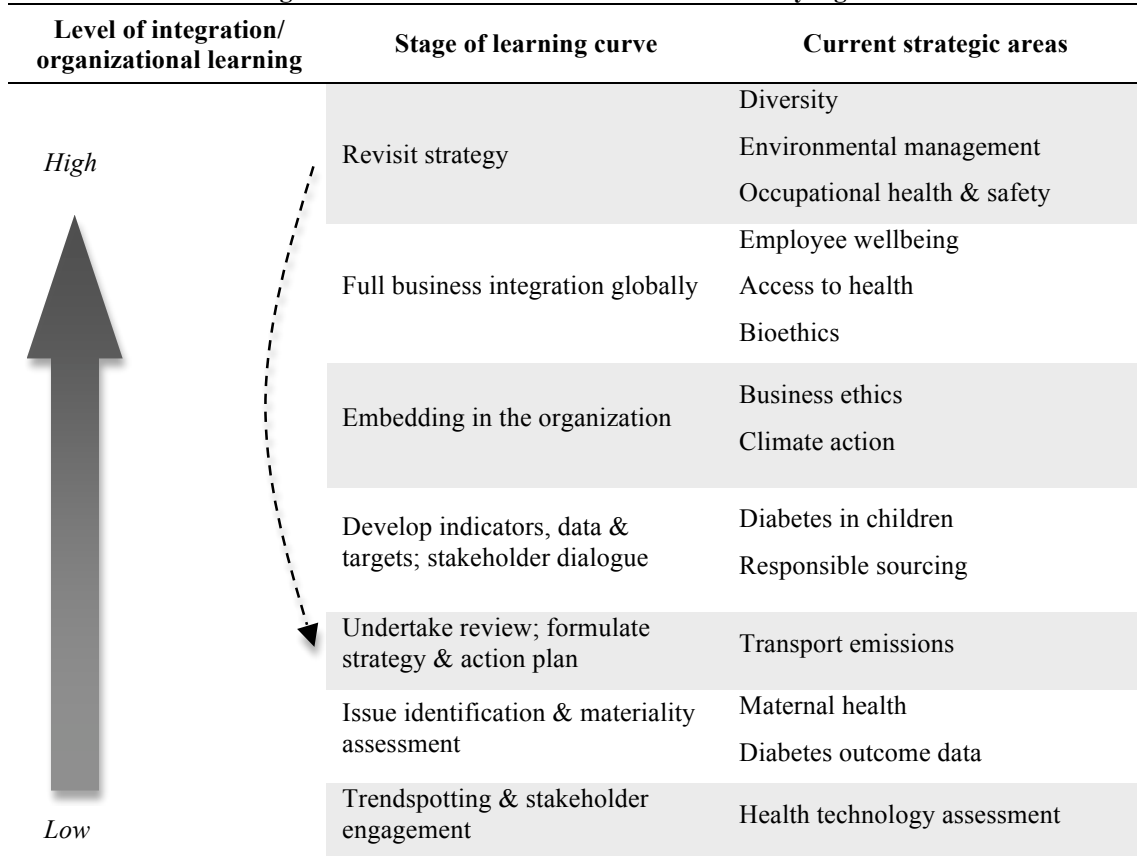 Level of integration/ organizational learning
Stage of learning curve
Current strategic areas
High
Revisit strategy
Diversity
Environmental management
Occupational health & safety
Full business integration globally
Employee wellbeing
Access to health
Bioethics
Embedding in the organization
Business ethics
Climate action
Develop indicators, data &
targets; stakeholder dialogue
Diabetes in children
Responsible sourcing
Undertake review; formulate
strategy & action plan
Transport emissions
Issue identification & materiality
assessment
Maternal health
Diabetes outcome data
Low
Trendspotting & stakeholder
engagement
Health technology assessment